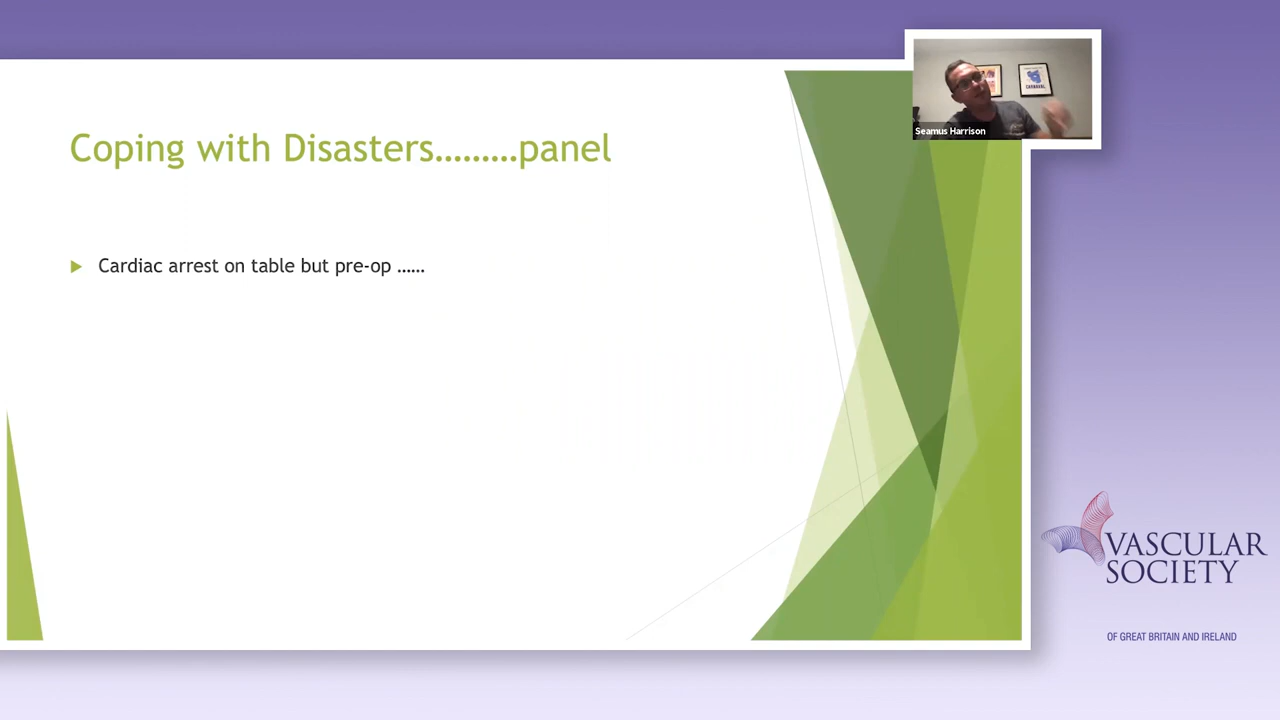 Coping with Disasters.........panel
Cardiac arrest on table but pre-op ......
CARNAVAL
Seamus Harrison
VASCULAR
SOCIETY
OF GREAT BRITAIN AND IRELAND